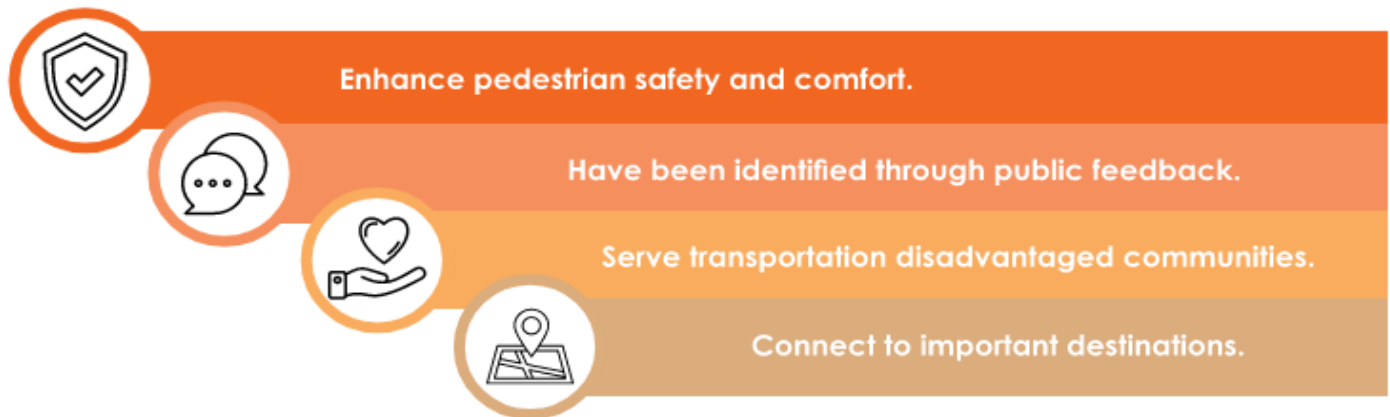 Enhance pedestrian safety and comfort.
Have been identified through public feedback.
Serve transportation disadvantaged communities.
Connect to important destinations.